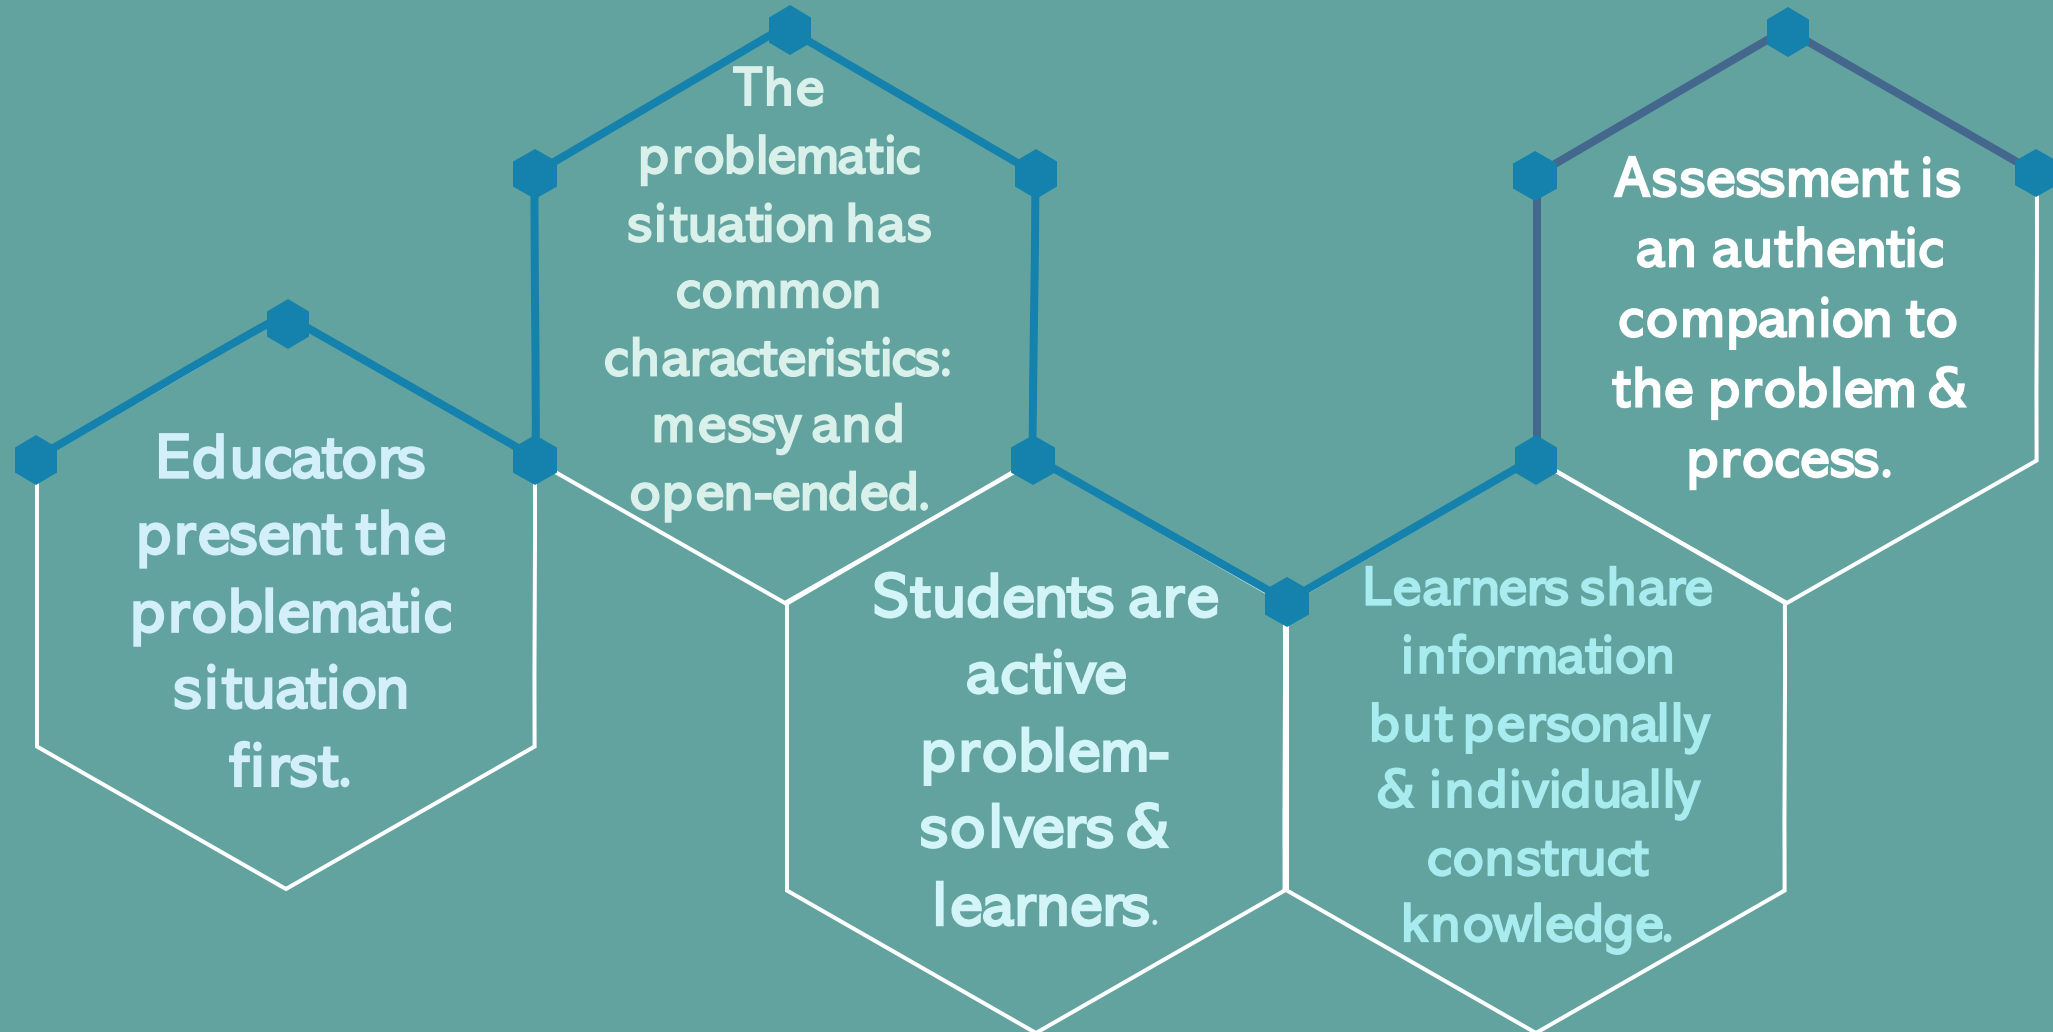 Educators
present the
problematic
situation
first.
The
problematic
situation has
common
characteristics:
messy and
open-ended.
Students are
active
problem-
solvers &
learners.
Learners share
information
but personally
& individually
construct
knowledge.
Assessment is
an authentic
companion to
the problem &
process.